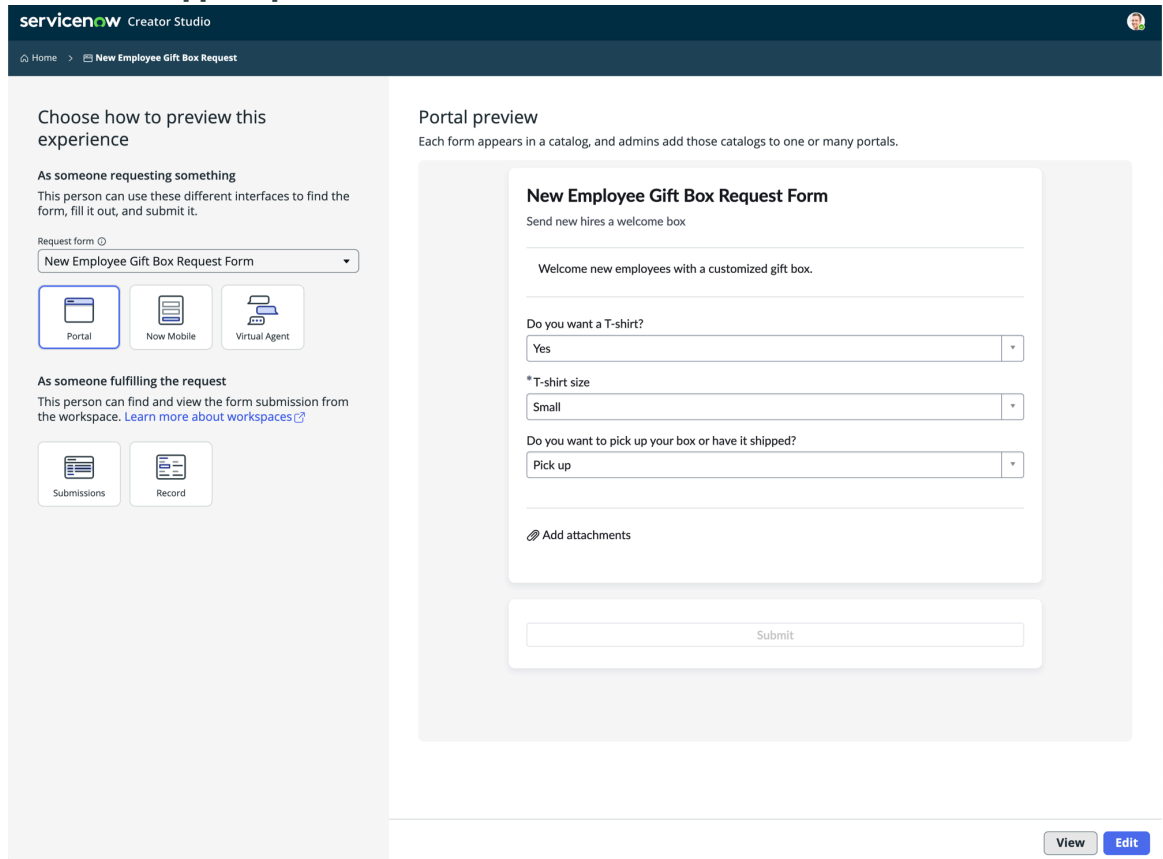 servicenow Creator Studio
Home > New Employee Gift Box Request
Choose how to preview this
experience
As someone requesting something
This person can use these different interfaces to find the
form, fill it out, and submit it.
Request form
New Employee Gift Box Request Form
Portal
Now Mobile
Virtual Agent
As someone fulfilling the request
This person can find and view the form submission from
the workspace. Learn more about workspaces
Submissions
Record
Portal preview
Each form appears in a catalog, and admins add those catalogs to one or many portals.
New Employee Gift Box Request Form
Send new hires a welcome box
Welcome new employees with a customized gift box.
Do you want a T-shirt?
Yes
*T-shirt size
Small
Do you want to pick up your box or have it shipped?
Pick up
Add attachments
Submit
View
Edit